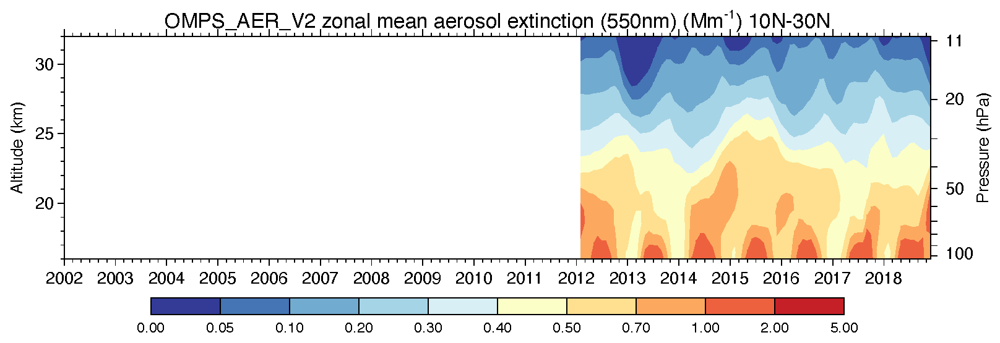 OMPS_AER_V2 zonal mean aerosol extinction (550nm) (Mm⁻¹) 10N-30N
Altitude (km)
30
25
20
11
20
50
100
Pressure (hPa)
2002 2003 2004 2005 2006 2007 2008 2009 2010 2011 2012 2013 2014 2015 2016 2017 2018
0.00 0.05 0.10 0.20 0.30 0.40 0.50 0.70 1.00 2.00 5.00